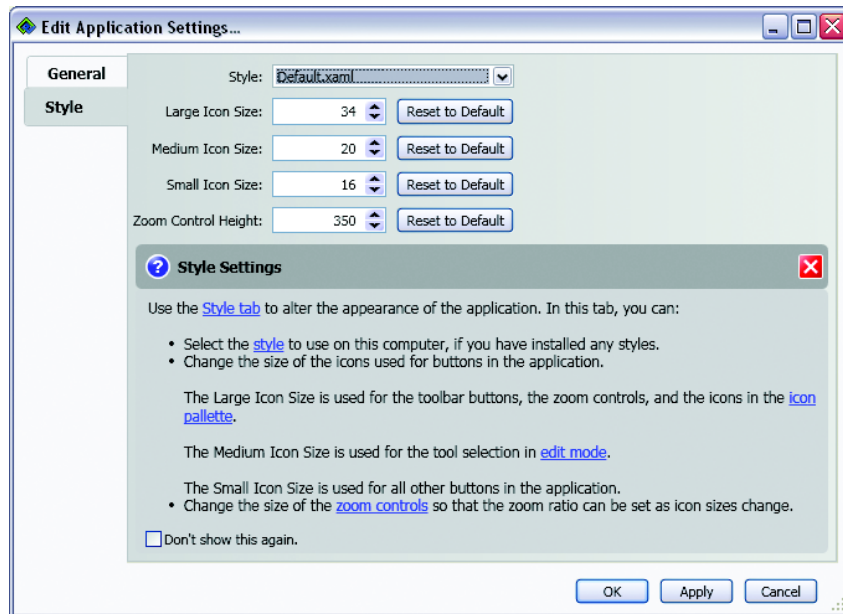 Edit Application Settings...
General
Style
Style: Default.xaml
Large Icon Size: 34 Reset to Default
Medium Icon Size: 20 Reset to Default
Small Icon Size: 16 Reset to Default
Zoom Control Height: 350 Reset to Default
? Style Settings
Use the Style tab to alter the appearance of the application. In this tab, you can:
• Select the style to use on this computer, if you have installed any styles.
• Change the size of the icons used for buttons in the application.
The Large Icon Size is used for the toolbar buttons, the zoom controls, and the icons in the icon
pallette.
The Medium Icon Size is used for the tool selection in edit mode.
The Small Icon Size is used for all other buttons in the application.
• Change the size of the zoom controls so that the zoom ratio can be set as icon sizes change.
Don't show this again.
OK Apply Cancel